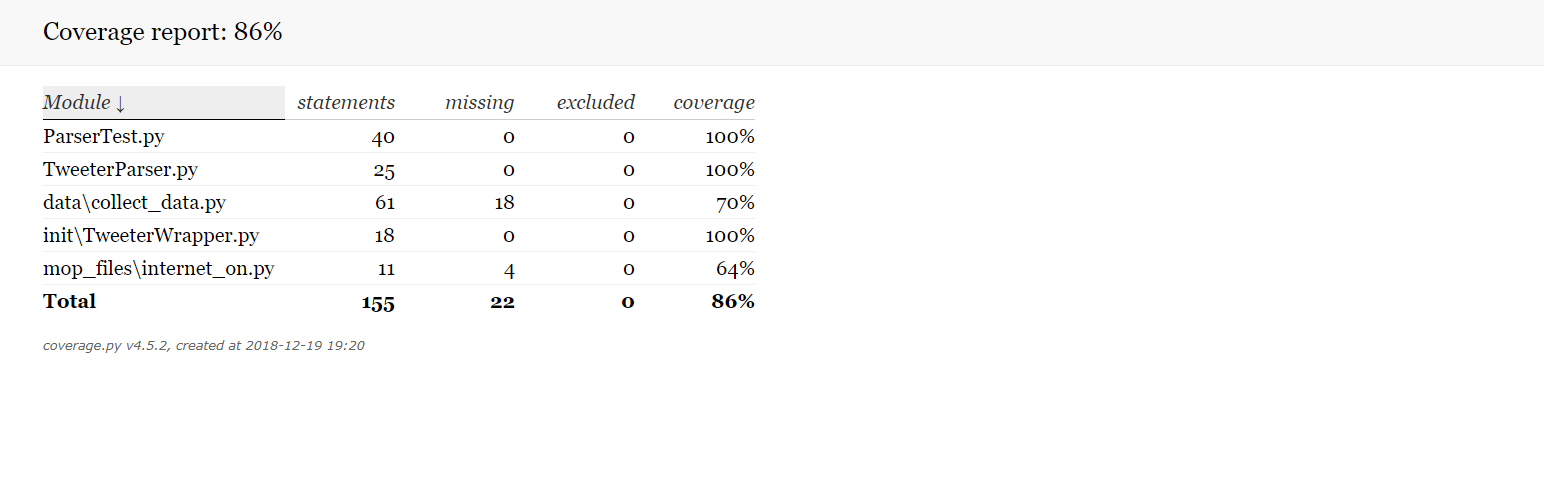 Coverage report: 86%
Module ↓ statements missing excluded coverage
ParserTest.py 40 0 0 100%
TweeterParser.py 25 0 0 100%
data\collect_data.py 61 18 0 70%
init\TweeterWrapper.py 18 0 0 100%
mop_files\internet_on.py 11 4 0 64%
Total 155 22 0 86%
coverage.py v4.5.2, created at 2018-12-19 19:20